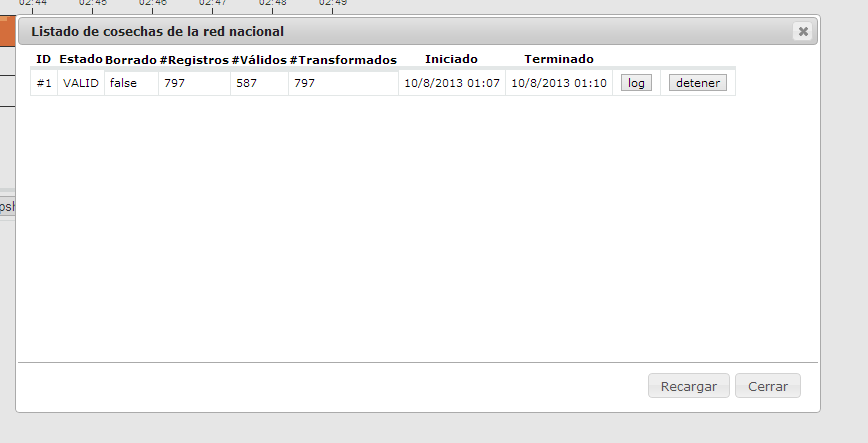 02:44 02:45 02:46 02:47 02:48 02:49
Listado de cosechas de la red nacional
ID Estado Borrado #Registros #Válidos #Transformados Iniciado Terminado
#1 VALID false 797 587 797 10/8/2013 01:07 10/8/2013 01:10 log detener
Recargar Cerrar